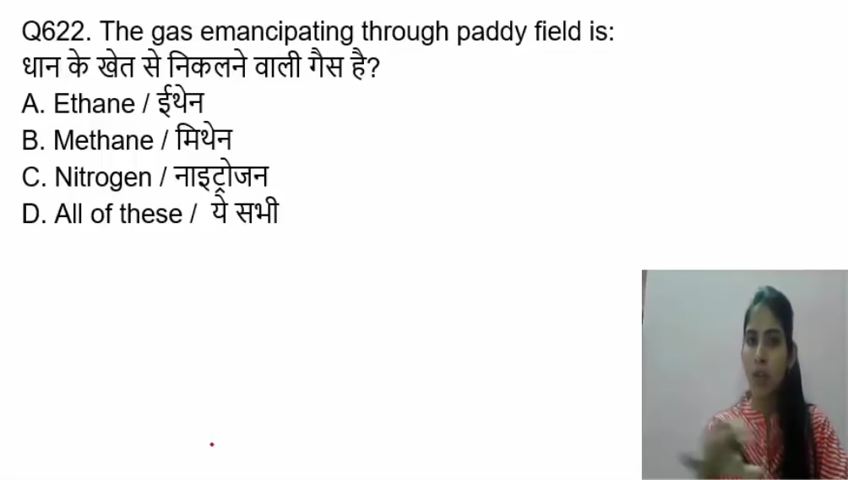 Q622. The gas emancipating through paddy field is:
धान के खेत से निकलने वाली गैस है?
A. Ethane / ईथेन
B. Methane / मिथेन
C. Nitrogen / नाइट्रोजन
D. All of these / ये सभी